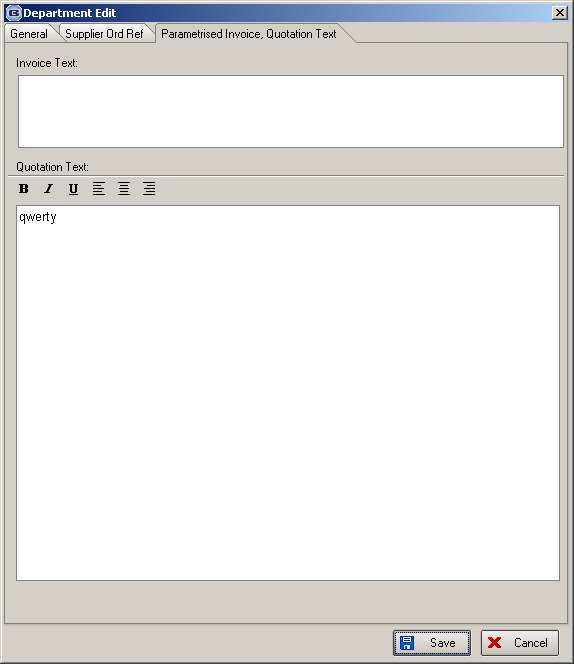 Department Edit
General Supplier Ord Ref Parametrised Invoice, Quotation Text
Invoice Text:
Quotation Text:
B I U
qwerty
Save Cancel